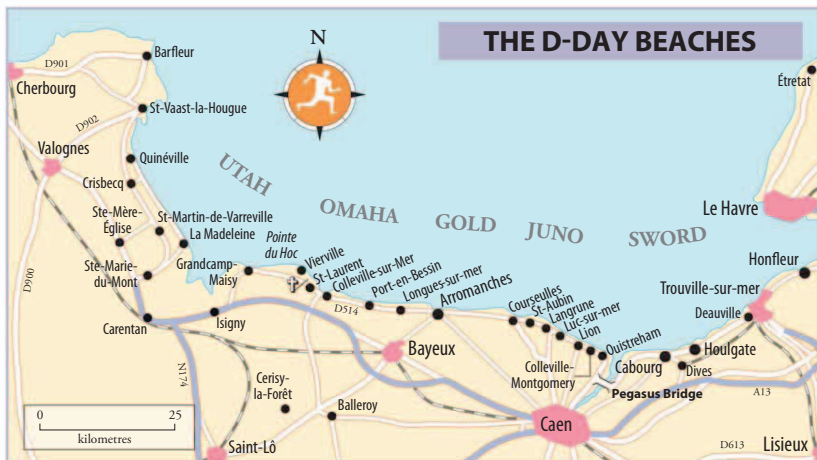 THE D-DAY BEACHES
N
D901
Barfleur
Cherbourg
Étretat
St-Vaast-la-Hougue
D902
Valognes
Quinéville
Crisbecq
UTAH
OMAHA
GOLD
JUNO
SWORD
Le Havre
Ste-Mère-
Église
St-Martin-de-Varreville
La Madeleine
Pointe
du Hoc
Vierville
St-Laurent
Colleville-sur-Mer
Port-en-Bessin
Longues-sur-mer
Arromanches
Honfleur
D900
Ste-Marie-
du-Mont
Grandcamp-
Maisy
Trouville-sur-mer
Courseulles
St-Aubin
Langrune
Luc-sur-mer
Lion
Ouistreham
Deauville
Carentan
Isigny
D514
Bayeux
Colleville-
Montgomery
Cabourg
Houlgate
Dives
N174
Pegasus Bridge
A13
Cerisy-
la-Forêt
Balleroy
Caen
0
25
kilometres
Saint-Lô
D613
Lisieux